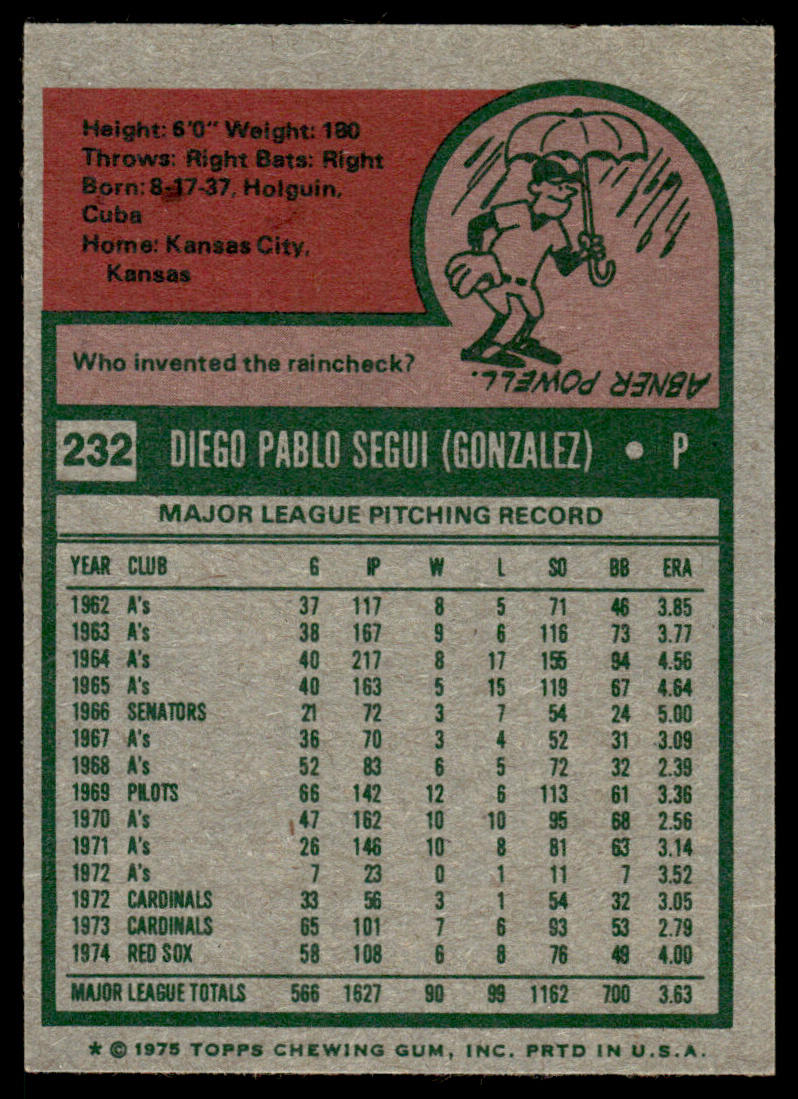 Height: 6'0" Weight: 180
Throws: Right Bats: Right
Born: 8-17-37, Holguin,
Cuba
Home: Kansas City,
Kansas
Who invented the raincheck?
ABNER POWELL.
232 DIEGO PABLO SEGUI (GONZALEZ) • P
MAJOR LEAGUE PITCHING RECORD
YEAR CLUB G IP W L SO BB ERA
1962 A's 37 117 8 5 71 46 3.85
1963 A's 38 167 9 6 116 73 3.77
1964 A's 40 217 8 17 155 94 4.56
1965 A's 40 163 5 15 119 67 4.64
1966 SENATORS 21 72 3 7 54 24 5.00
1967 A's 36 70 3 4 52 31 3.09
1968 A's 52 83 6 5 72 32 2.39
1969 PILOTS 66 142 12 6 113 61 3.36
1970 A's 47 162 10 10 95 68 2.56
1971 A's 26 146 10 8 81 63 3.14
1972 A's 7 23 0 1 11 7 3.52
1972 CARDINALS 33 56 3 1 54 32 3.05
1973 CARDINALS 65 101 7 6 93 53 2.79
1974 RED SOX 58 108 6 8 76 49 4.00
MAJOR LEAGUE TOTALS 566 1627 90 99 1162 700 3.63
* © 1975 TOPPS CHEWING GUM, INC. PRTD IN U.S.A.